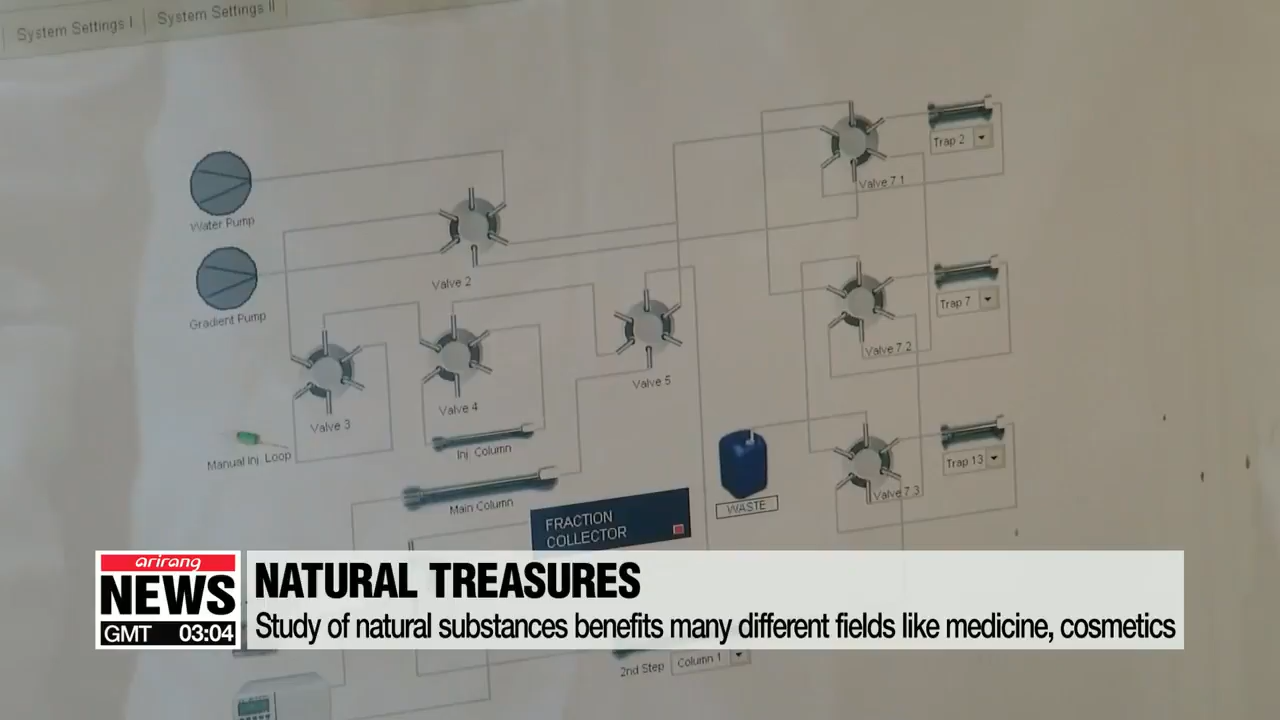 System Settings I
System Settings II
Water Pump
Gradient Pump
Valve 2
Valve 3
Valve 4
Valve 5
Valve 7.1
Trap 2
Valve 7.2
Trap 7
Valve 7.3
Trap 13
Manual Inj. Loop
Inj. Column
Main Column
WASTE
FRACTION
COLLECTOR
2nd Step
Column 1
arirang
NEWS
GMT 03:04
NATURAL TREASURES
Study of natural substances benefits many different fields like medicine, cosmetics